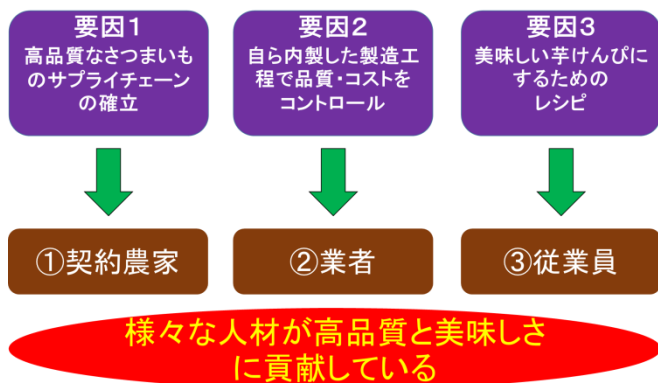 要因1
高品質なさつまいも
のサプライチェーン
の確立
要因2
自ら内製した製造工
程で品質・コストを
コントロール
要因3
美味しい芋けんぴに
するための
レシピ
①契約農家
②業者
③従業員
様々な人材が高品質と美味しさ
に貢献している